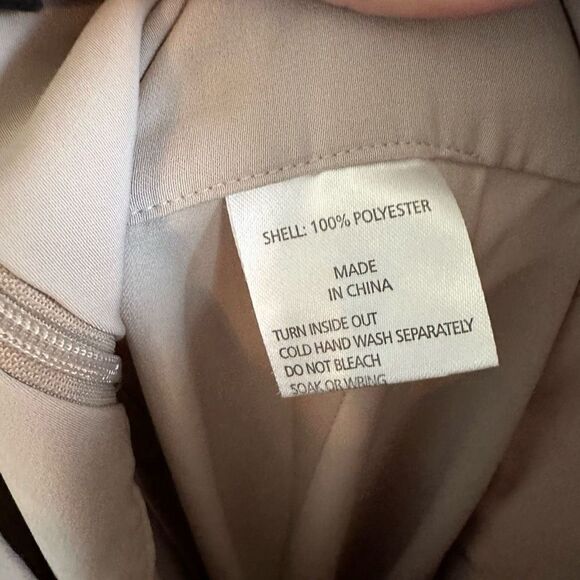 SHELL: 100% POLYESTER
MADE
IN CHINA
TURN INSIDE OUT
COLD HAND WASH SEPARATELY
DO NOT BLEACH
SOAK OR WRING